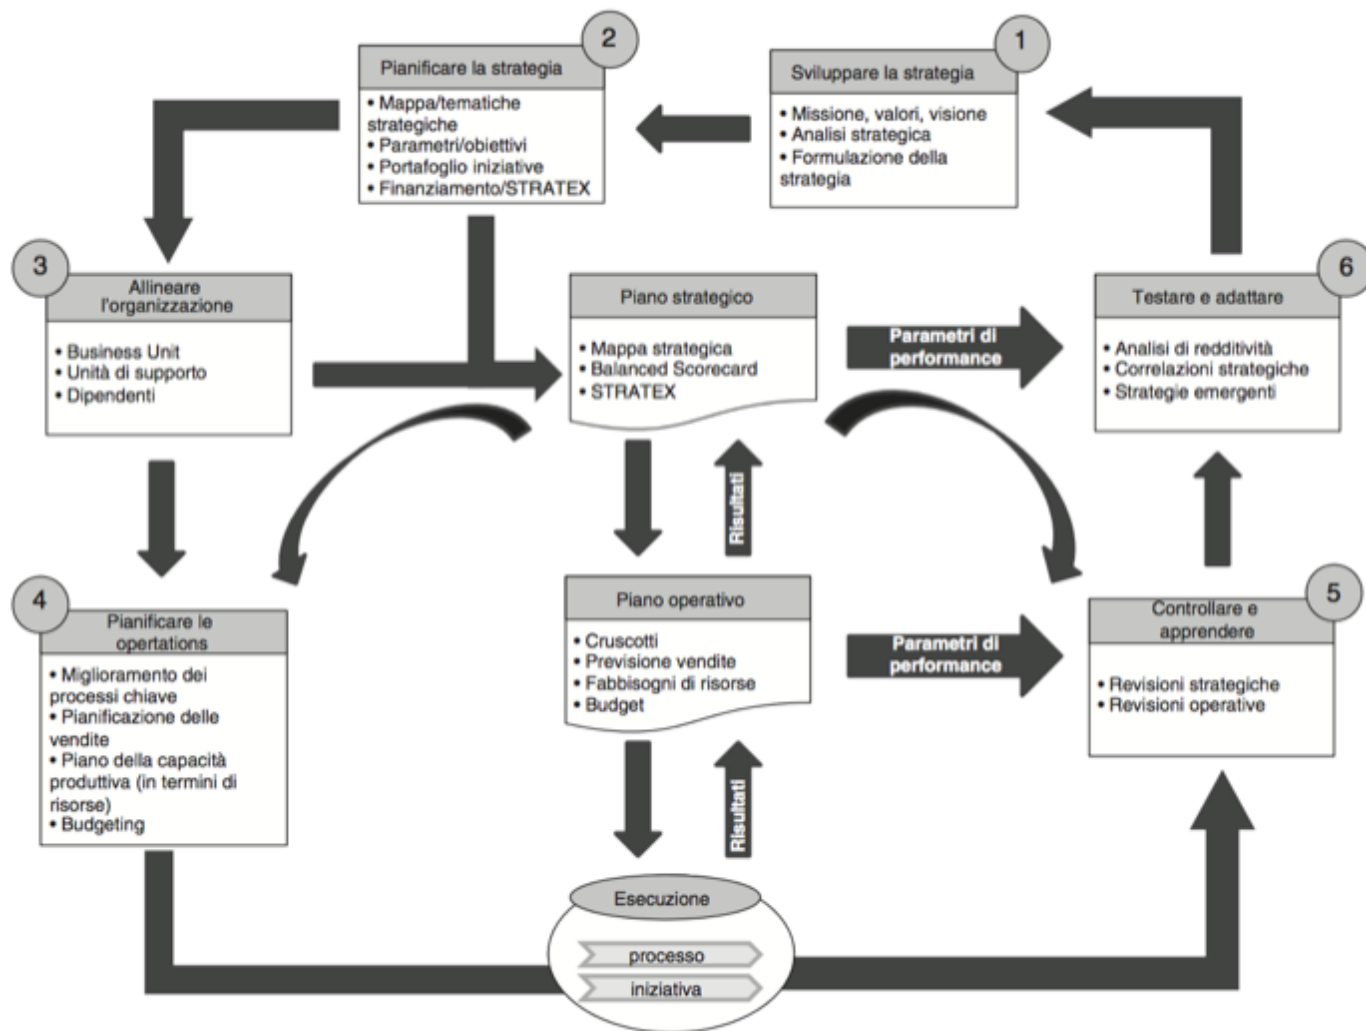 2
Pianificare la strategia
• Mappa/tematiche
strategiche
• Parametri/obiettivi
• Portafoglio iniziative
• Finanziamento/STRATEX
1
Sviluppare la strategia
• Missione, valori, visione
• Analisi strategica
• Formulazione della
strategia
3
Allineare
l'organizzazione
• Business Unit
• Unità di supporto
• Dipendenti
Piano strategico
• Mappa strategica
• Balanced Scorecard
• STRATEX
Parametri di
performance
6
Testare e adattare
• Analisi di redditività
• Correlazioni strategiche
• Strategie emergenti
Risultati
4
Pianificare le
opertations
• Miglioramento dei
processi chiave
• Pianificazione delle
vendite
• Piano della capacità
produttiva (in termini di
risorse)
• Budgeting
Piano operativo
• Cruscotti
• Previsione vendite
• Fabbisogni di risorse
• Budget
Parametri di
performance
5
Controllare e
apprendere
• Revisioni strategiche
• Revisioni operative
Risultati
Esecuzione
processo
iniziativa